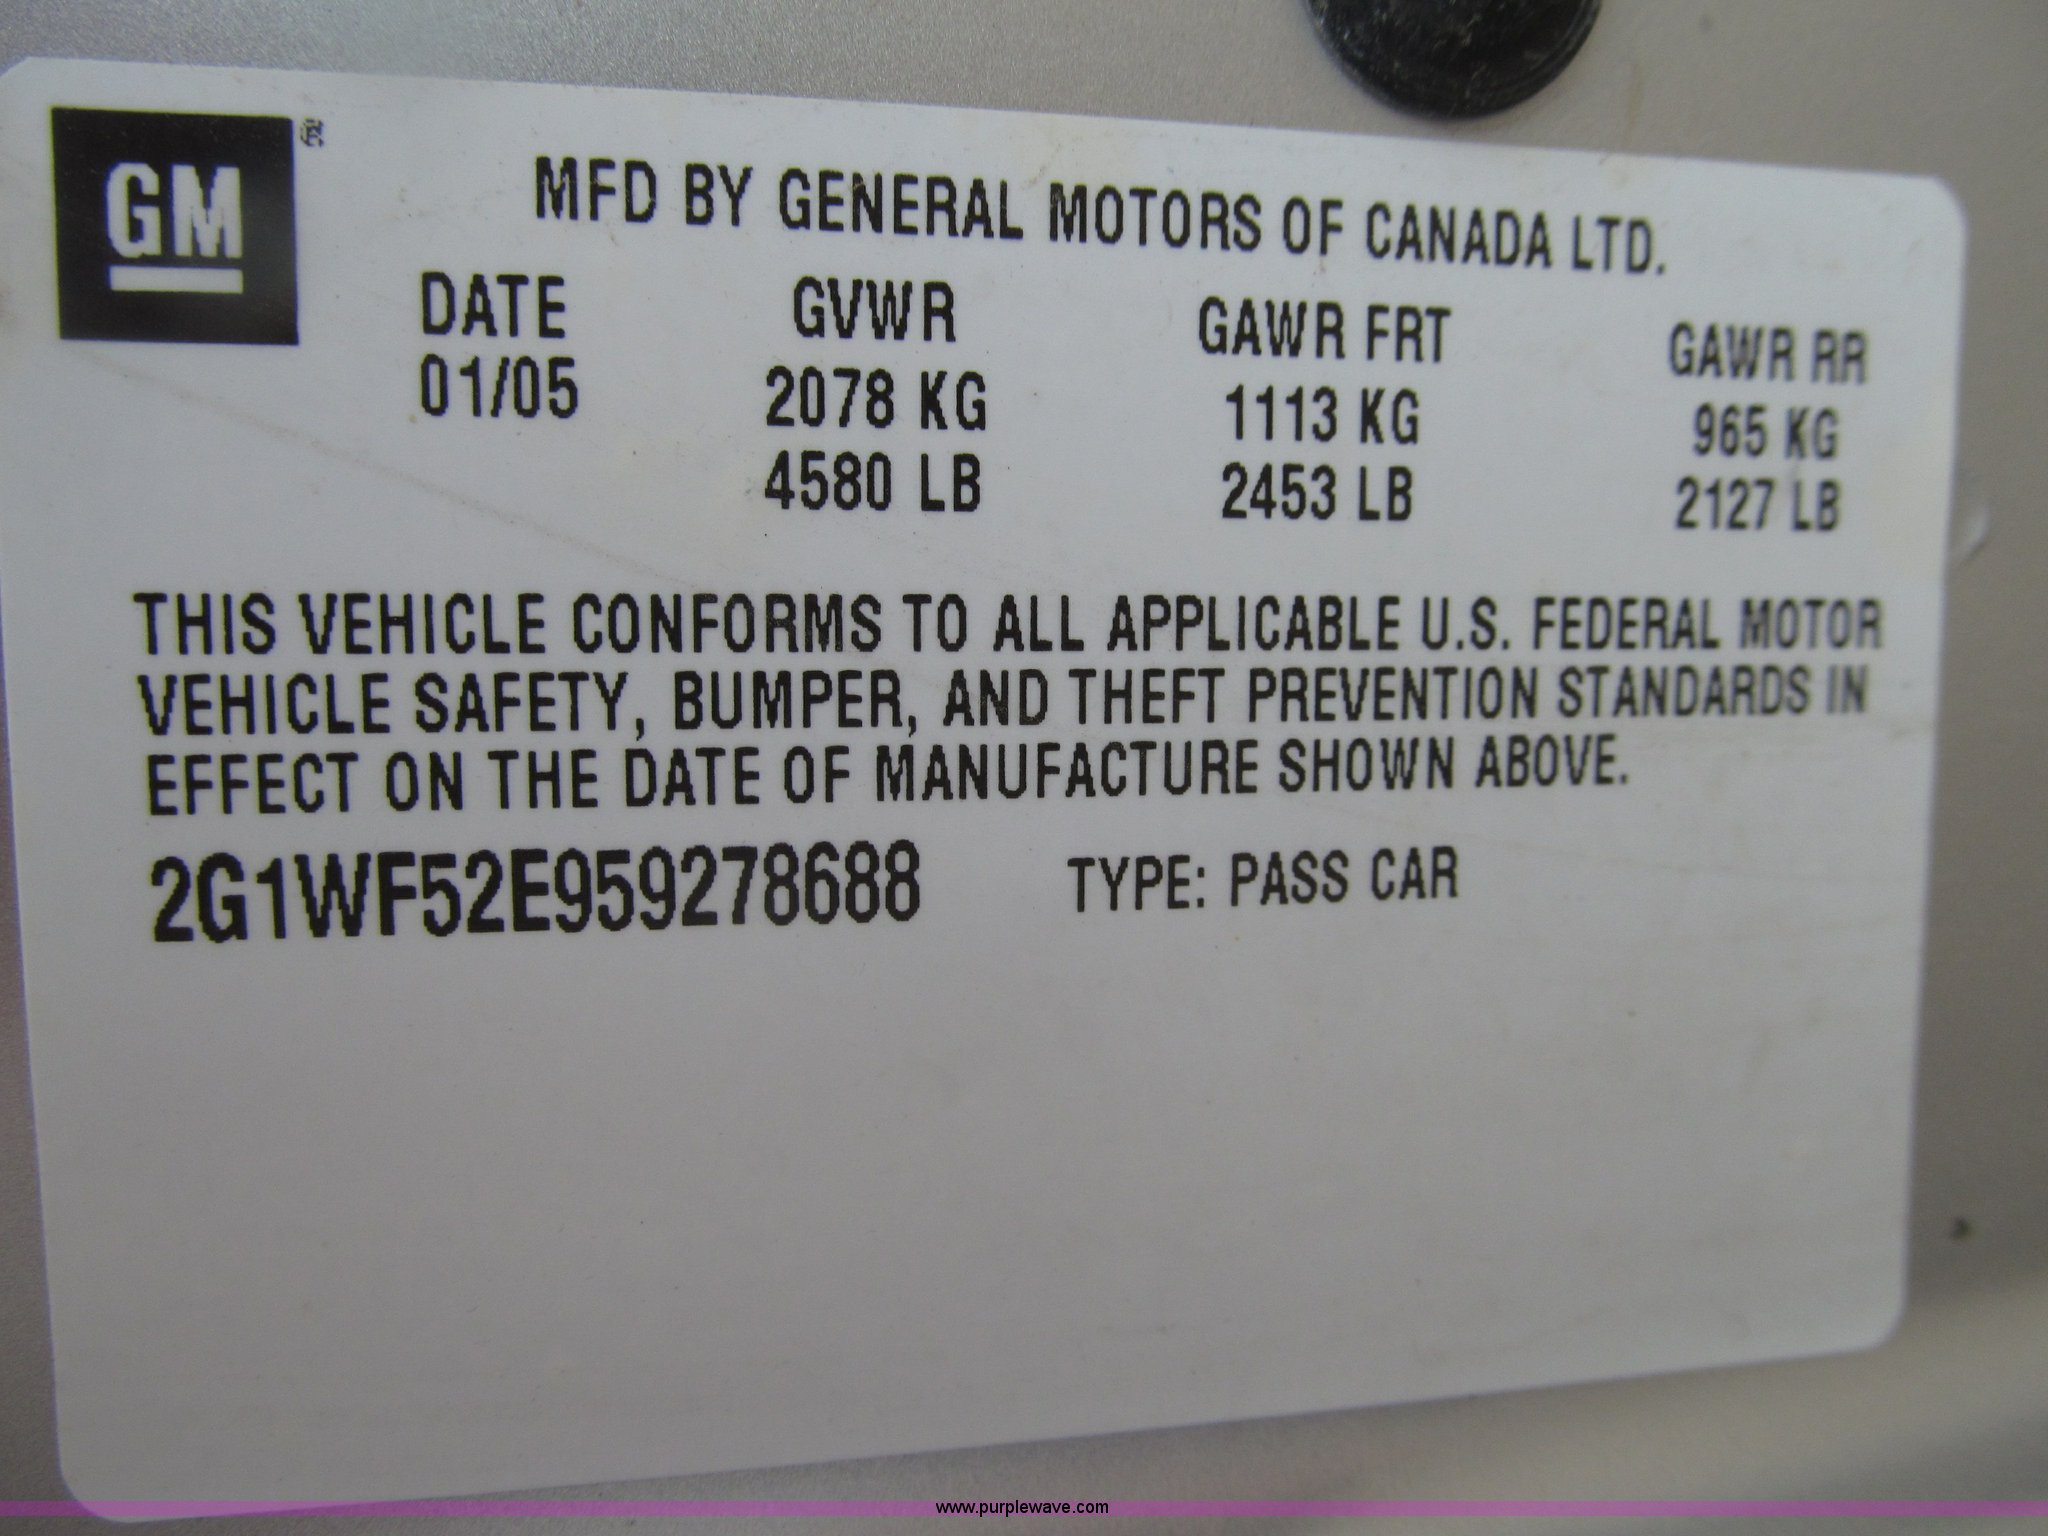 GM®
MFD BY GENERAL MOTORS OF CANADA LTD.
DATE GVWR GAWR FRT GAWR RR
01/05 2078 KG 1113 KG 965 KG
4580 LB 2453 LB 2127 LB
THIS VEHICLE CONFORMS TO ALL APPLICABLE U.S. FEDERAL MOTOR
VEHICLE SAFETY, BUMPER, AND THEFT PREVENTION STANDARDS IN
EFFECT ON THE DATE OF MANUFACTURE SHOWN ABOVE.
2G1WF52E959278688 TYPE: PASS CAR
www.purplewave.com